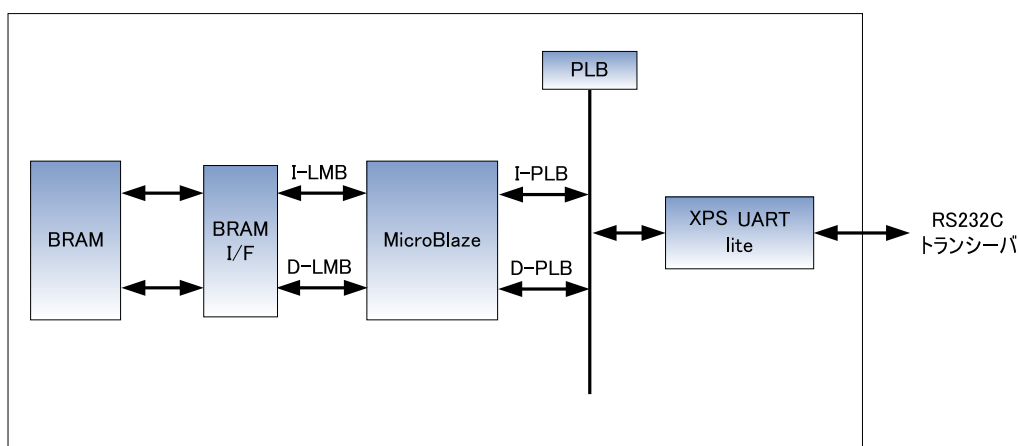 PLB
I-LMB
I-PLB
BRAM
BRAM
I/F
MicroBlaze
XPS UART
lite
RS232C
トランシーバ
D-LMB
D-PLB